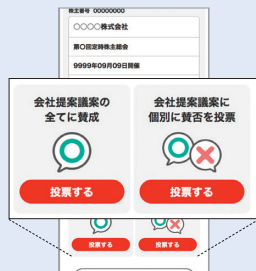 株主番号 00000000
○○○○株式会社
第○回定時株主総会
9999年09月09日開催
会社提案議案の
全てに賛成
投票する
会社提案議案に
個別に賛否を投票
投票する
投票する
投票する